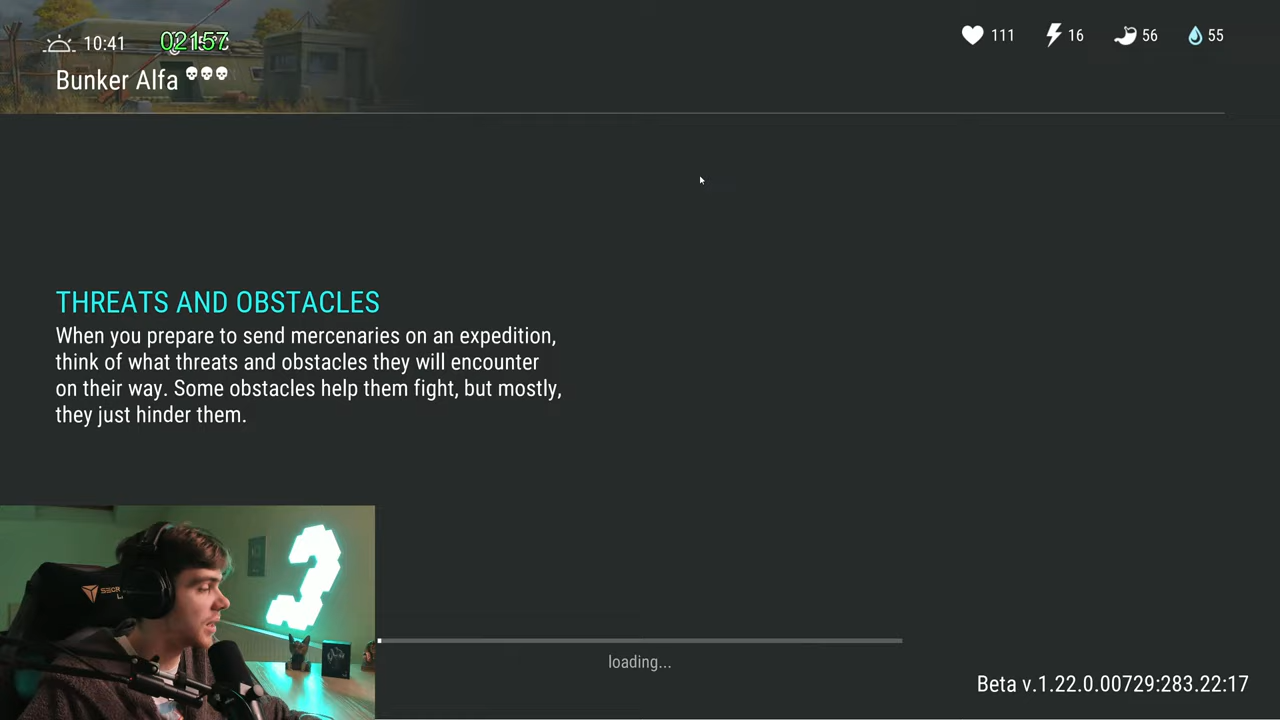 10:41
02157
111
16
56
55
Bunker Alfa
THREATS AND OBSTACLES
When you prepare to send mercenaries on an expedition,
think of what threats and obstacles they will encounter
on their way. Some obstacles help them fight, but mostly,
they just hinder them.
loading...
Beta v.1.22.0.00729:283.22:17